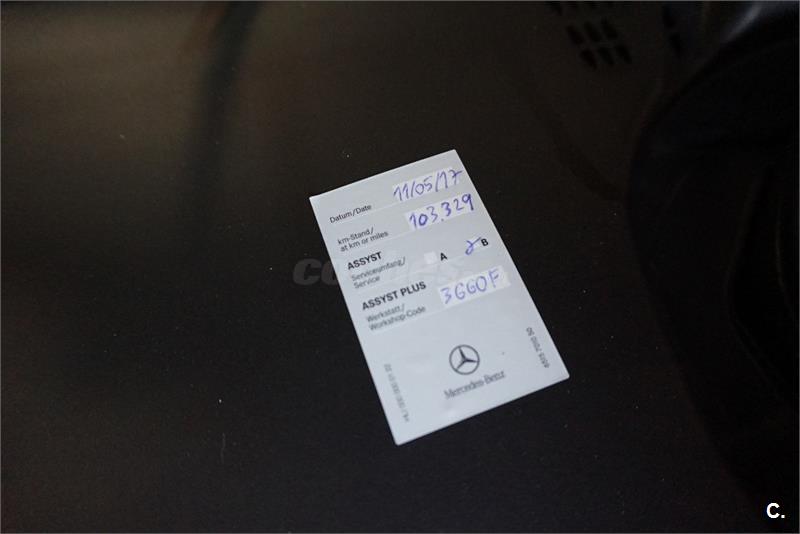 Datum/Date 11/05/17
km-Stand/
at km or miles 103.329
ASSYST
Serviceumfang/
Service A B
ASSYST PLUS
Werkstatt/
Workshop-Code 3GGOF
Mercedes-Benz
C.